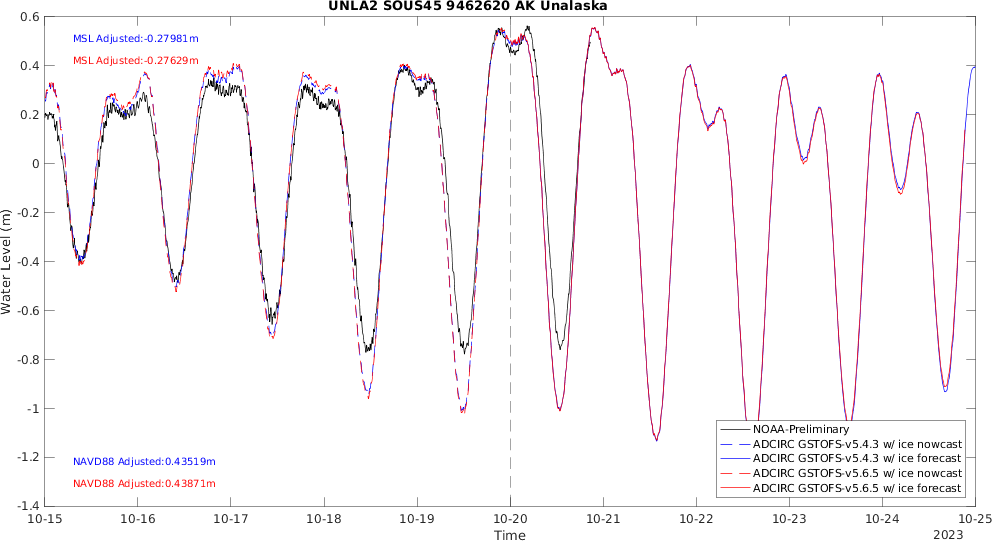 UNLA2 SOUS45 9462620 AK Unalaska
0.6
MSL Adjusted:-0.27981m
MSL Adjusted:-0.27629m
0.4
0.2
0
-0.2
-0.4
-0.6
-0.8
-1
-1.2
-1.4
Water Level (m)
NAVD88 Adjusted:0.43519m
NAVD88 Adjusted:0.43871m
NOAA-Preliminary
ADCIRC GSTOFS-v5.4.3 w/ ice nowcast
ADCIRC GSTOFS-v5.4.3 w/ ice forecast
ADCIRC GSTOFS-v5.6.5 w/ ice nowcast
ADCIRC GSTOFS-v5.6.5 w/ ice forecast
10-15 10-16 10-17 10-18 10-19 10-20 10-21 10-22 10-23 10-24 10-25
Time
2023